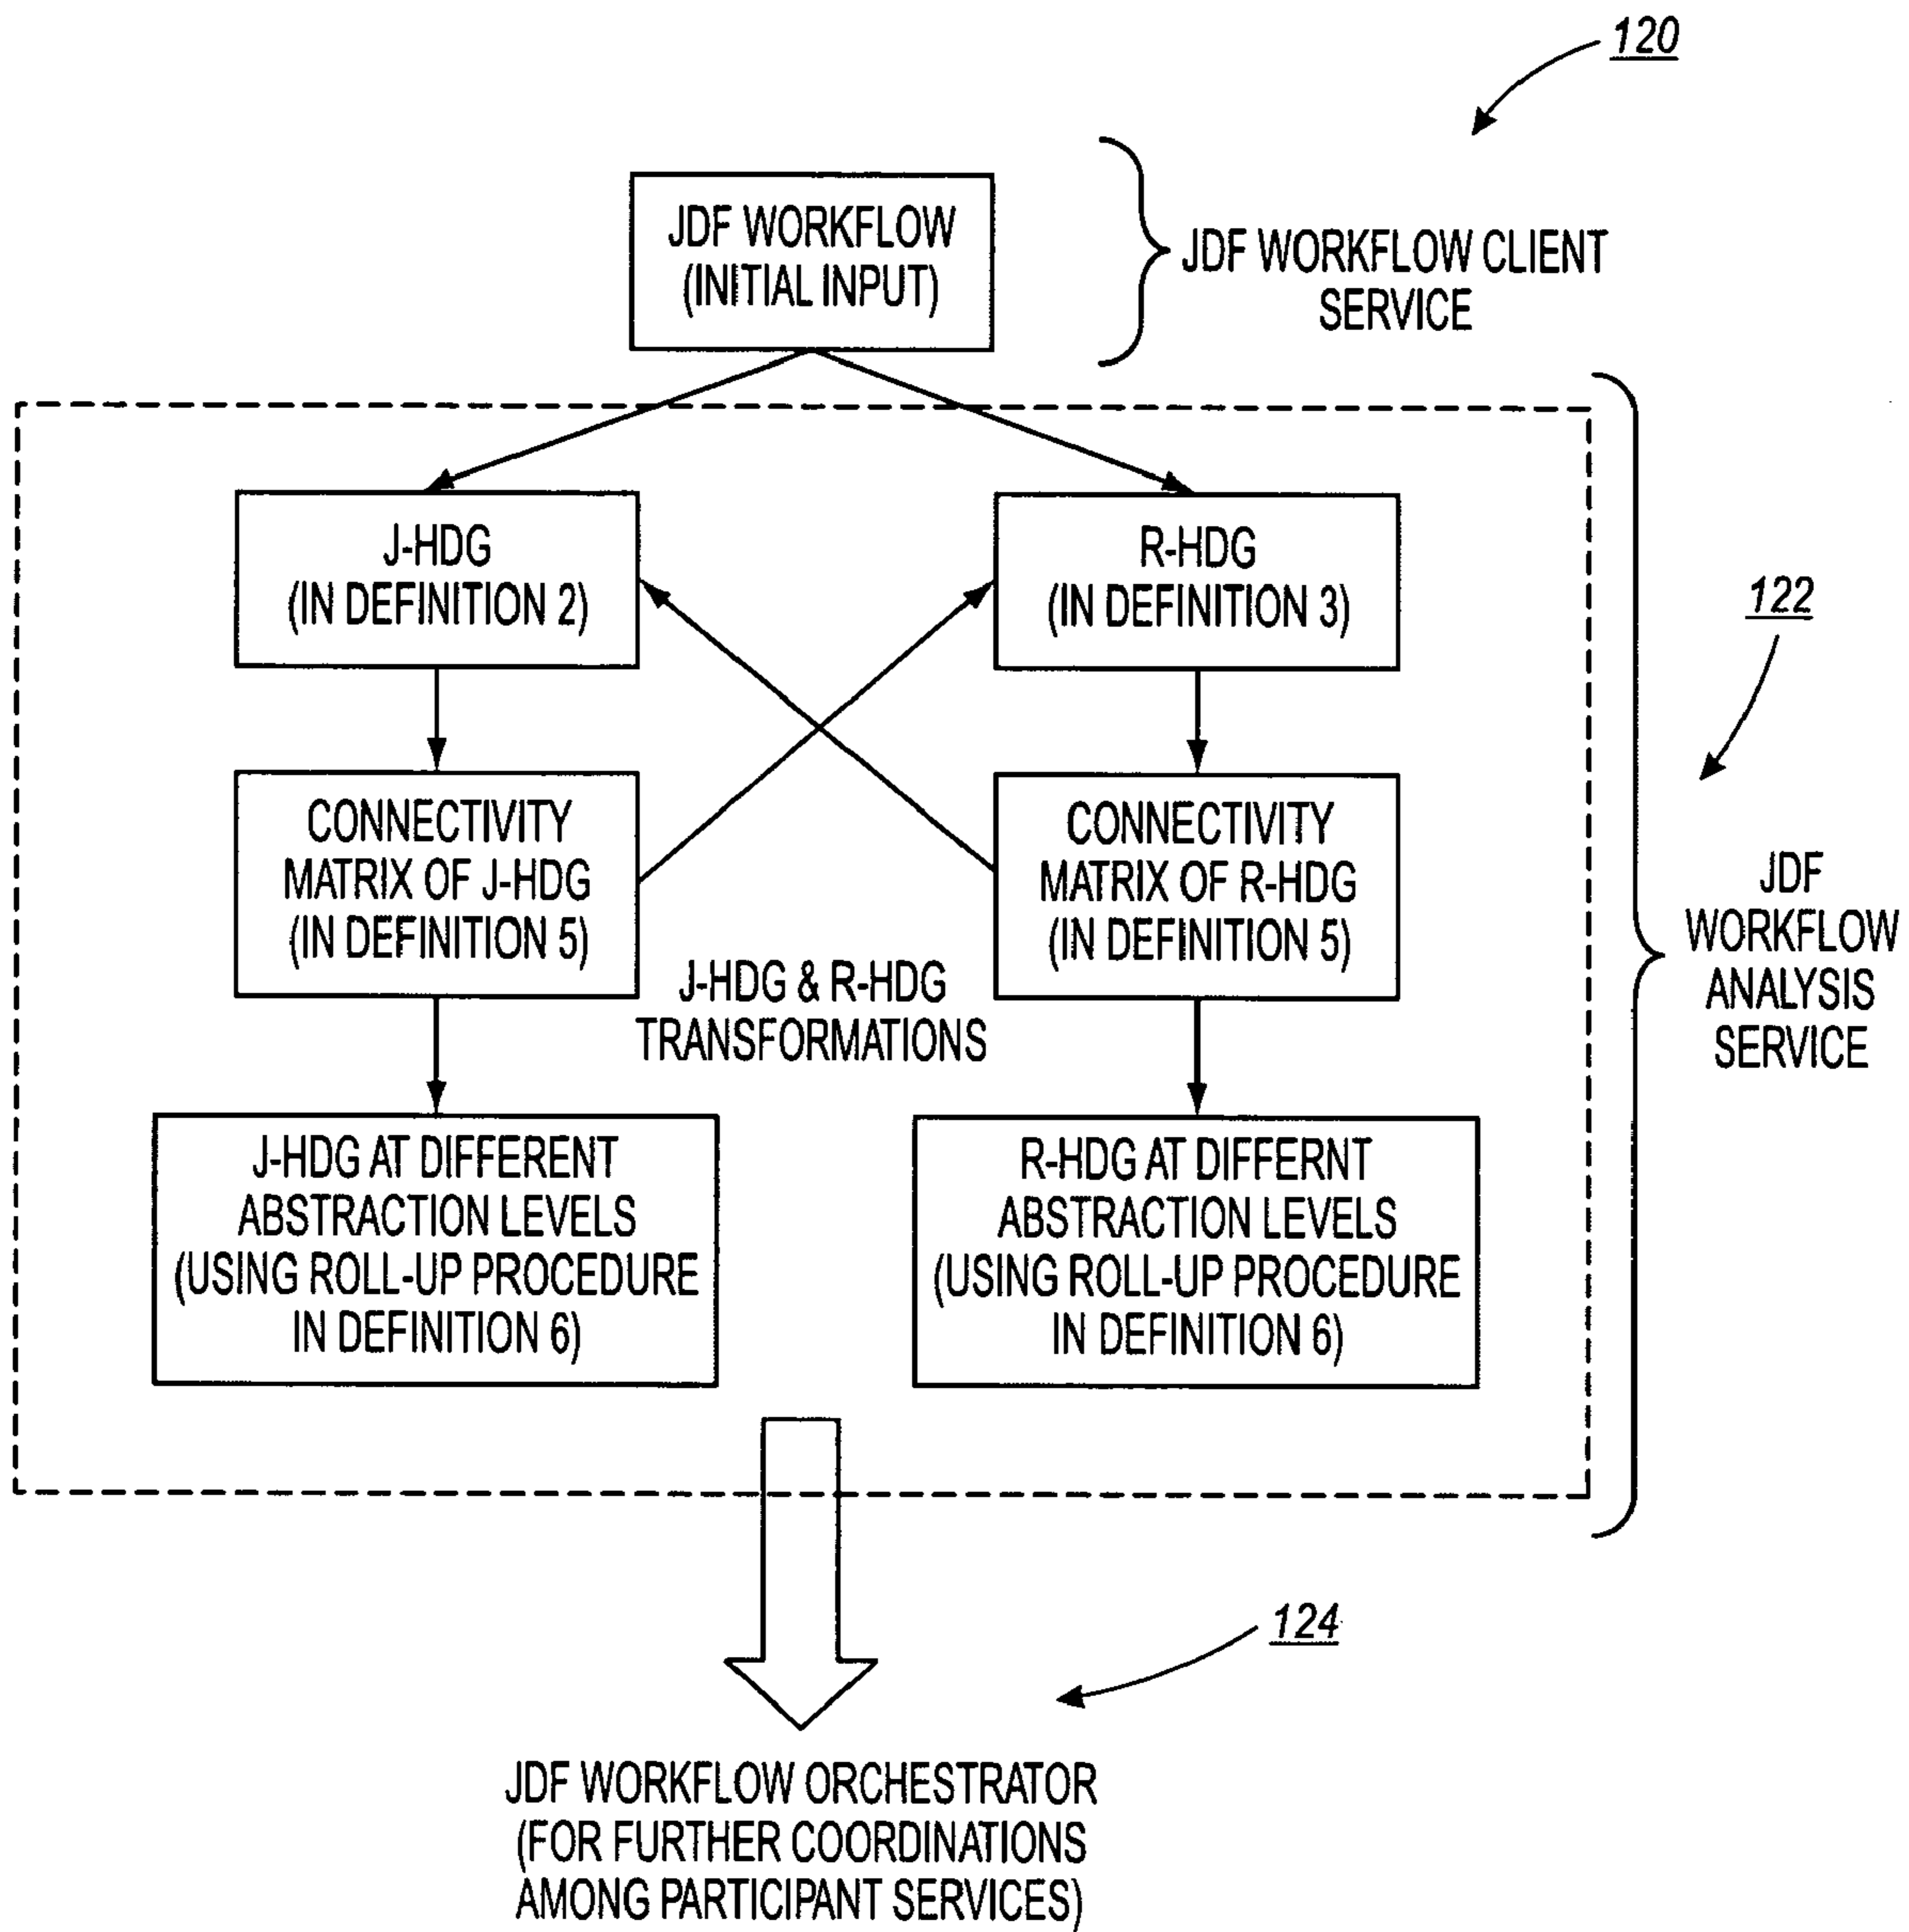 120
JDF WORKFLOW
(INITIAL INPUT)
JDF WORKFLOW CLIENT
SERVICE
J-HDG
(IN DEFINITION 2)
R-HDG
(IN DEFINITION 3)
122
CONNECTIVITY
MATRIX OF J-HDG
(IN DEFINITION 5)
CONNECTIVITY
MATRIX OF R-HDG
(IN DEFINITION 5)
J-HDG & R-HDG
TRANSFORMATIONS
JDF
WORKFLOW
ANALYSIS
SERVICE
J-HDG AT DIFFERENT
ABSTRACTION LEVELS
(USING ROLL-UP PROCEDURE
IN DEFINITION 6)
R-HDG AT DIFFERNT
ABSTRACTION LEVELS
(USING ROLL-UP PROCEDURE
IN DEFINITION 6)
124
JDF WORKFLOW ORCHESTRATOR
(FOR FURTHER COORDINATIONS
AMONG PARTICIPANT SERVICES)